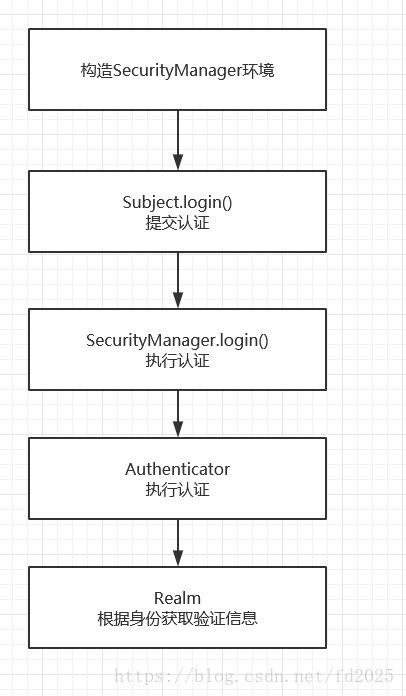 构造SecurityManager环境
Subject.login()
提交认证
SecurityManager.login()
执行认证
Authenticator
执行认证
Realm
根据身份获取验证信息
https://blog.csdn.net/fd2025